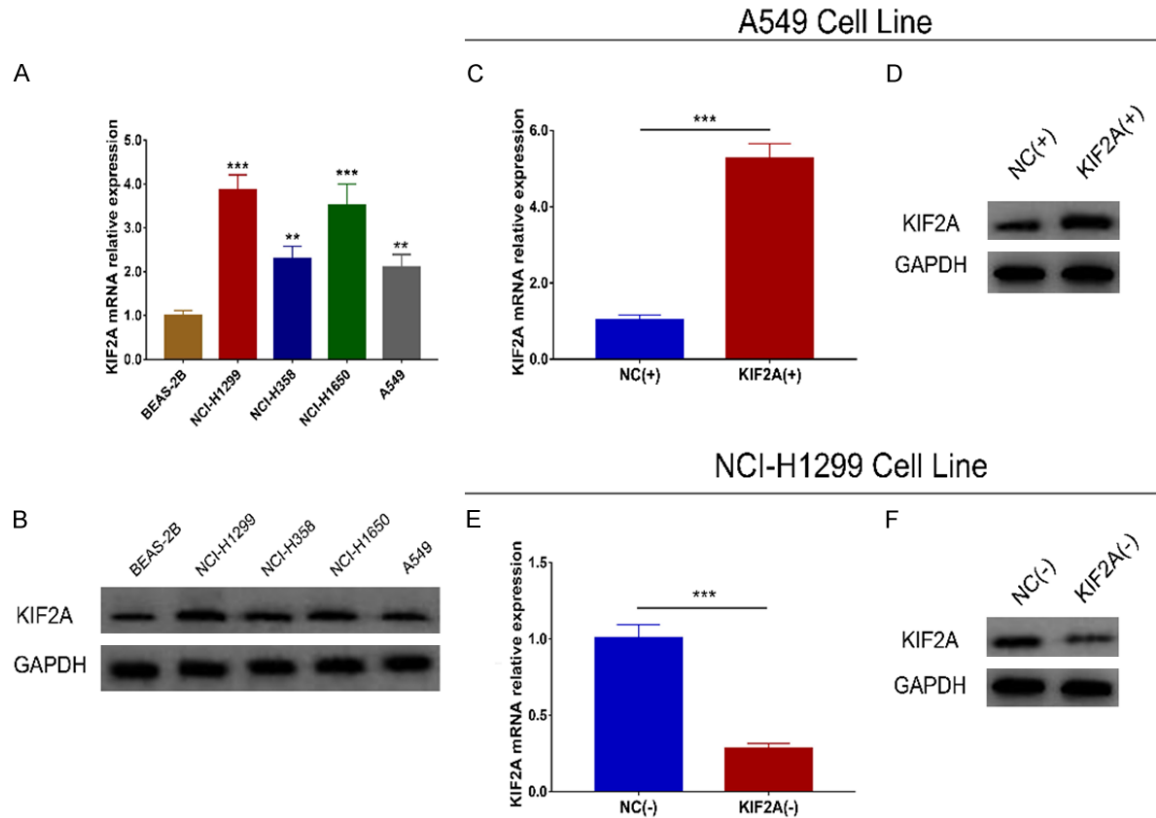 A549 Cell Line
A
KIF2A mRNA relative expression
5.0
4.0
3.0
2.0
1.0
0.0
***
**
***
**
BEAS-2B
NCI-H1299
NCI-H358
NCI-H1650
A549
C
KIF2A mRNA relative expression
6.0
4.0
2.0
1.0
0.0
***
NC(+)
KIF2A(+)
D
NC(+)
KIF2A(+)
KIF2A
GAPDH
NCI-H1299 Cell Line
B
BEAS-2B
NCI-H1299
NCI-H358
NCI-H1650
A549
KIF2A
GAPDH
E
KIF2A mRNA relative expression
1.5
1.0
0.5
0.00
***
NC(-)
KIF2A(-)
F
NC(-)
KIF2A(-)
KIF2A
GAPDH